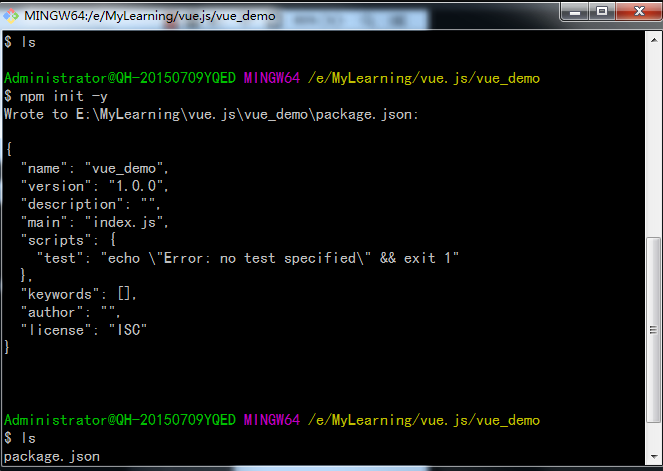 MINGW64:/e/MyLearning/vue.js/vue_demo
$ ls
Administrator@QH-20150709YQED MINGW64 /e/MyLearning/vue.js/vue_demo
$ npm init -y
Wrote to E:\MyLearning\vue.js\vue_demo\package.json:
{
  "name": "vue_demo",
  "version": "1.0.0",
  "description": "",
  "main": "index.js",
  "scripts": {
    "test": "echo \"Error: no test specified\" && exit 1"
  },
  "keywords": [],
  "author": "",
  "license": "ISC"
}
Administrator@QH-20150709YQED MINGW64 /e/MyLearning/vue.js/vue_demo
$ ls
package.json